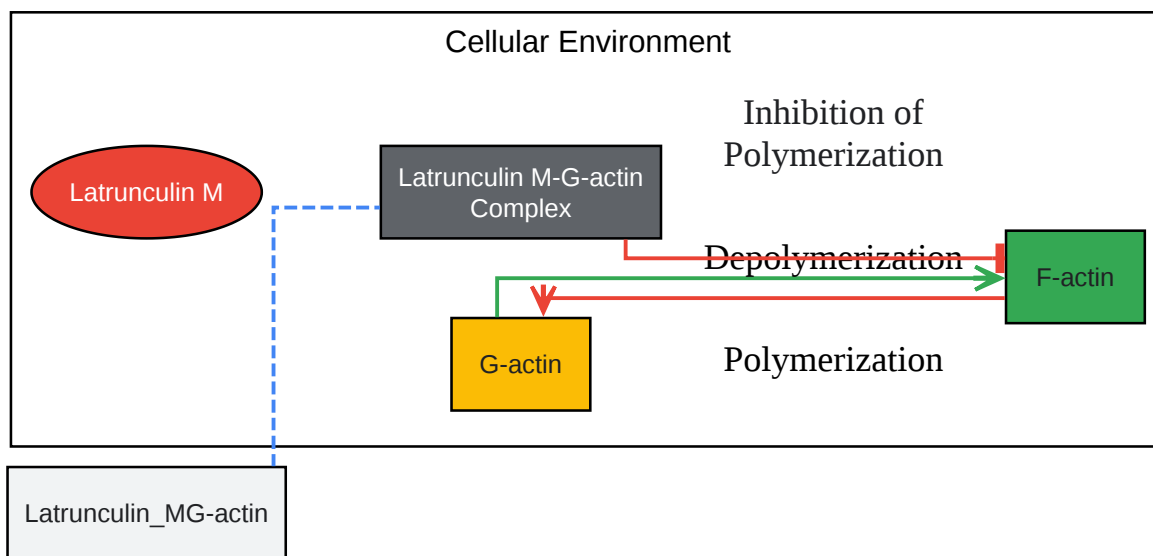 Cellular Environment
Inhibition of
Polymerization
Latrunculin M
Latrunculin M-G-actin
Complex
Depolymerization
F-actin
G-actin
Polymerization
Latrunculin_MG-actin